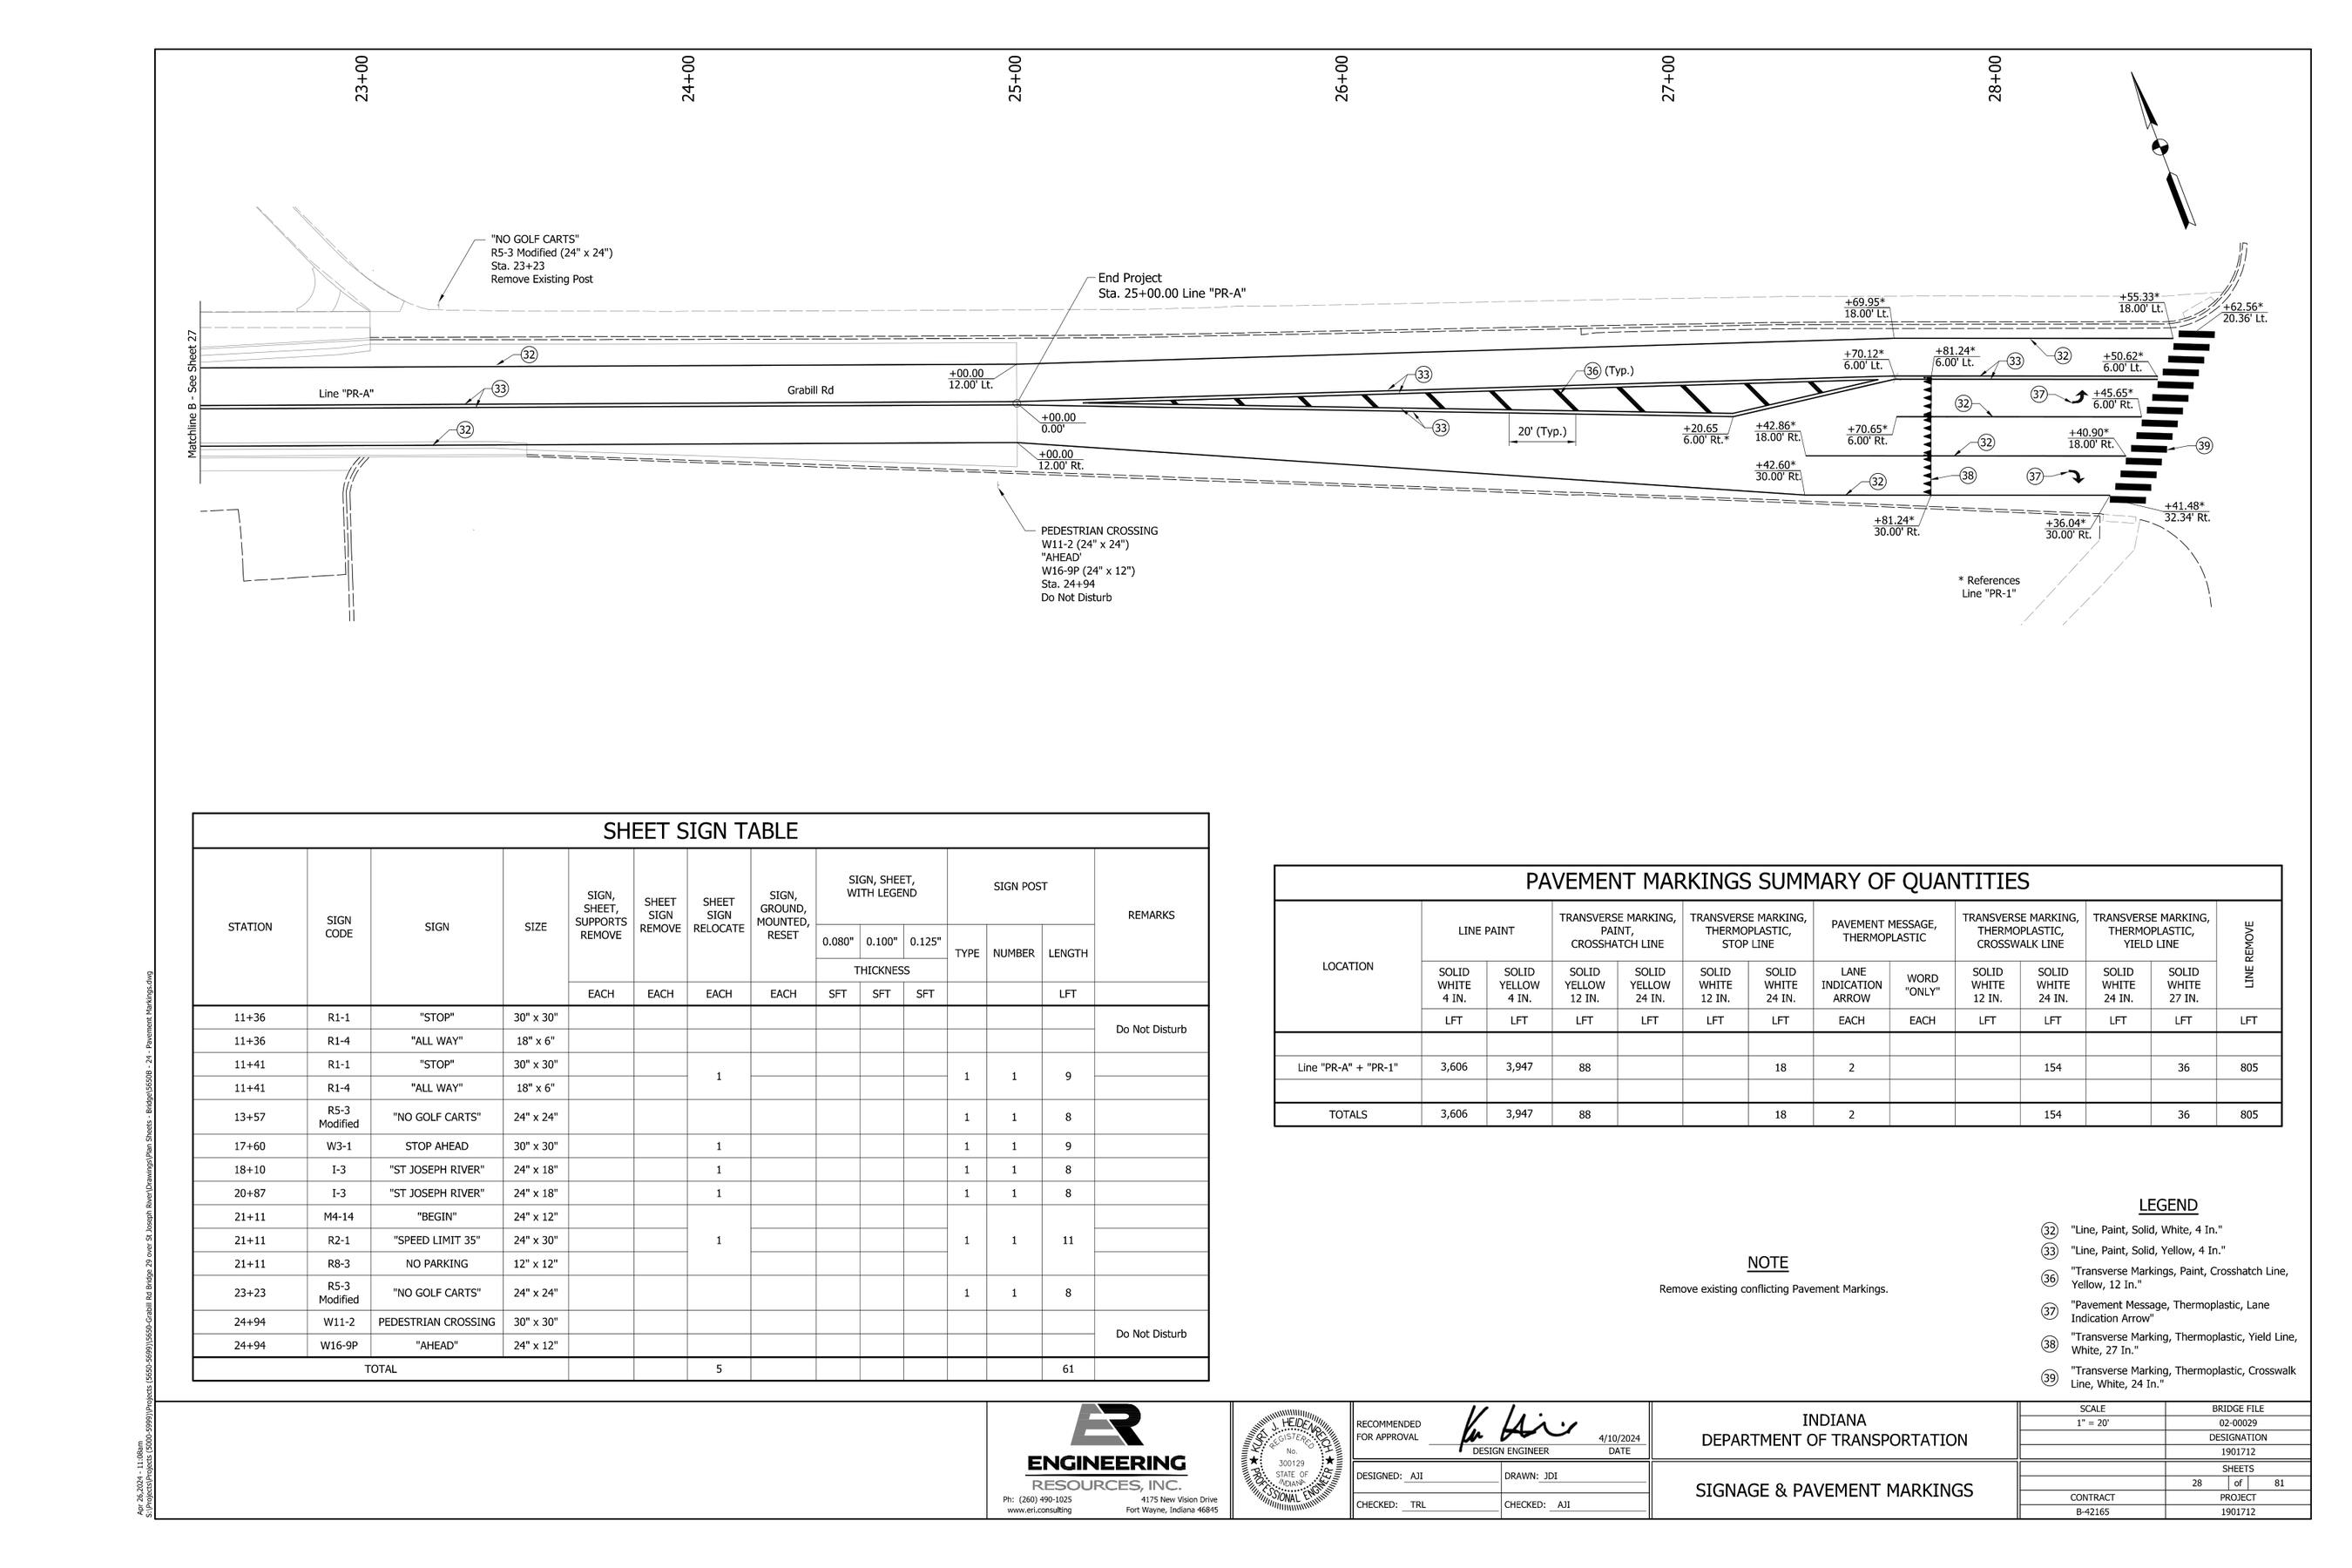 23+00
24+00
25+00
26+00
27+00
28+00
"NO GOLF CARTS"
R5-3 Modified (24" x 24")
Sta. 23+23
Remove Existing Post
End Project
Sta. 25+00.00 Line "PR-A"
Matchline B - See Sheet 27
Line "PR-A"
Grabill Rd
32
33
32
+00.00
12.00' Lt.
+00.00
0.00'
+00.00
12.00' Rt.
33
36 (Typ.)
33
20' (Typ.)
+20.65
6.00' Rt.*
+69.95*
18.00' Lt.
+55.33*
18.00' Lt.
+62.56*
20.36' Lt.
+70.12*
6.00' Lt.
+81.24*
6.00' Lt.
33
32
+50.62*
6.00' Lt.
37
+45.65*
6.00' Rt.
32
+42.86*
18.00' Rt.
+70.65*
6.00' Rt.
32
+40.90*
18.00' Rt.
39
+42.60*
30.00' Rt.
32
38
37
+81.24*
30.00' Rt.
+36.04*
30.00' Rt.
+41.48*
32.34' Rt.
PEDESTRIAN CROSSING
W11-2 (24" x 24")
"AHEAD'
W16-9P (24" x 12")
Sta. 24+94
Do Not Disturb
* References
Line "PR-1"
SHEET SIGN TABLE
STATION
SIGN
CODE
SIGN
SIZE
SIGN,
SHEET,
SUPPORTS
REMOVE
SHEET
SIGN
REMOVE
SHEET
SIGN
RELOCATE
SIGN,
GROUND,
MOUNTED,
RESET
SIGN, SHEET,
WITH LEGEND
SIGN POST
REMARKS
0.080" 0.100" 0.125"
THICKNESS
TYPE NUMBER LENGTH
EACH EACH EACH EACH SFT SFT SFT LFT
11+36 R1-1 "STOP" 30" x 30"
Do Not Disturb
11+36 R1-4 "ALL WAY" 18" x 6"
11+41 R1-1 "STOP" 30" x 30"
1 1 1 9
11+41 R1-4 "ALL WAY" 18" x 6"
13+57 R5-3
Modified "NO GOLF CARTS" 24" x 24" 1 1 8
17+60 W3-1 STOP AHEAD 30" x 30" 1 1 1 9
18+10 I-3 "ST JOSEPH RIVER" 24" x 18" 1 1 1 8
20+87 I-3 "ST JOSEPH RIVER" 24" x 18" 1 1 1 8
21+11 M4-14 "BEGIN" 24" x 12"
21+11 R2-1 "SPEED LIMIT 35" 24" x 30" 1 1 1 11
21+11 R8-3 NO PARKING 12" x 12"
23+23 R5-3
Modified "NO GOLF CARTS" 24" x 24" 1 1 8
24+94 W11-2 PEDESTRIAN CROSSING 30" x 30"
Do Not Disturb
24+94 W16-9P "AHEAD" 24" x 12"
TOTAL 5 61
PAVEMENT MARKINGS SUMMARY OF QUANTITIES
LOCATION
LINE PAINT
TRANSVERSE MARKING,
PAINT,
CROSSHATCH LINE
TRANSVERSE MARKING,
THERMOPLASTIC,
STOP LINE
PAVEMENT MESSAGE,
THERMOPLASTIC
TRANSVERSE MARKING,
THERMOPLASTIC,
CROSSWALK LINE
TRANSVERSE MARKING,
THERMOPLASTIC,
YIELD LINE
LINE REMOVE
SOLID
WHITE
4 IN.
SOLID
YELLOW
4 IN.
SOLID
YELLOW
12 IN.
SOLID
YELLOW
24 IN.
SOLID
WHITE
12 IN.
SOLID
WHITE
24 IN.
LANE
INDICATION
ARROW
WORD
"ONLY"
SOLID
WHITE
12 IN.
SOLID
WHITE
24 IN.
SOLID
WHITE
24 IN.
SOLID
WHITE
27 IN.
LFT LFT LFT LFT LFT LFT EACH EACH LFT LFT LFT LFT LFT
Line "PR-A" + "PR-1" 3,606 3,947 88 18 2 154 36 805
TOTALS 3,606 3,947 88 18 2 154 36 805
NOTE
Remove existing conflicting Pavement Markings.
LEGEND
32 "Line, Paint, Solid, White, 4 In."
33 "Line, Paint, Solid, Yellow, 4 In."
36 "Transverse Markings, Paint, Crosshatch Line,
Yellow, 12 In."
37 "Pavement Message, Thermoplastic, Lane
Indication Arrow"
38 "Transverse Marking, Thermoplastic, Yield Line,
White, 27 In."
39 "Transverse Marking, Thermoplastic, Crosswalk
Line, White, 24 In."
Apr 26,2024 - 11:08am
ER
ENGINEERING
RESOURCES, INC.
Ph: (260) 490-1025 4175 New Vision Drive
www.eri.consulting Fort Wayne, Indiana 46845
KURT J. HEIDENREICH
REGISTERED
No.
300129
STATE OF
INDIANA
PROFESSIONAL ENGINEER
RECOMMENDED
FOR APPROVAL
4/10/2024
DESIGN ENGINEER DATE
DESIGNED: AJI DRAWN: JDI
CHECKED: TRL CHECKED: AJI
INDIANA
DEPARTMENT OF TRANSPORTATION
SIGNAGE & PAVEMENT MARKINGS
SCALE BRIDGE FILE
1" = 20' 02-00029
DESIGNATION
1901712
SHEETS
28 of 81
CONTRACT PROJECT
B-42165 1901712